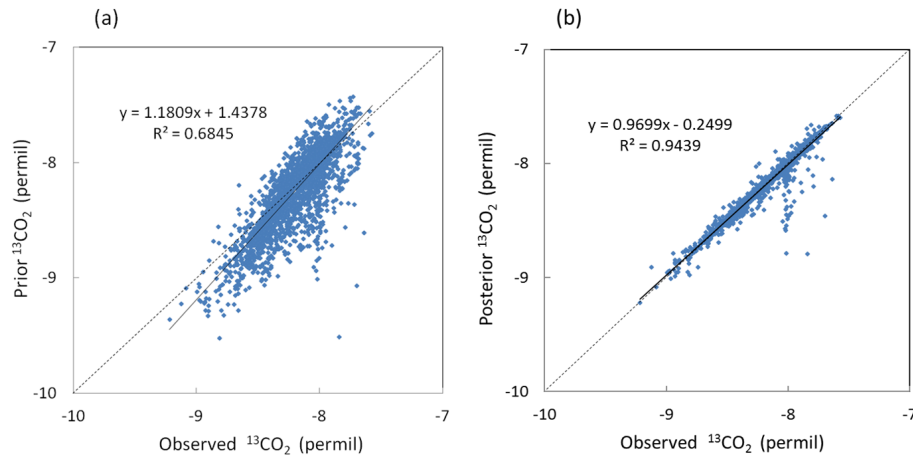 (a)
-7
y = 1.1809x + 1.4378
R² = 0.6845
-8
-9
-10
Prior ¹³CO₂ (permil)
-10 -9 -8 -7
Observed ¹³CO₂ (permil)
(b)
-7
y = 0.9699x - 0.2499
R² = 0.9439
-8
-9
-10
Posterior ¹³CO₂ (permil)
-10 -9 -8 -7
Observed ¹³CO₂ (permil)